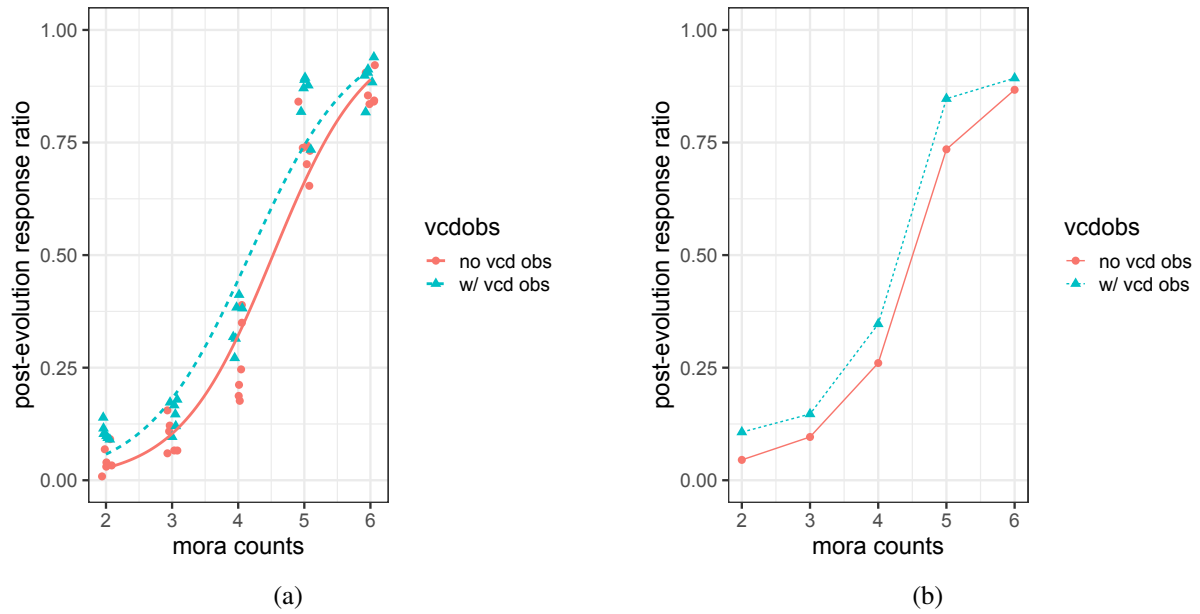 1.00
0.75
0.50
0.25
0.00
post-evolution response ratio
2 3 4 5 6
mora counts
vcdobs
no vcd obs
w/ vcd obs
(a)
1.00
0.75
0.50
0.25
0.00
post-evolution response ratio
2 3 4 5 6
mora counts
vcdobs
no vcd obs
w/ vcd obs
(b)